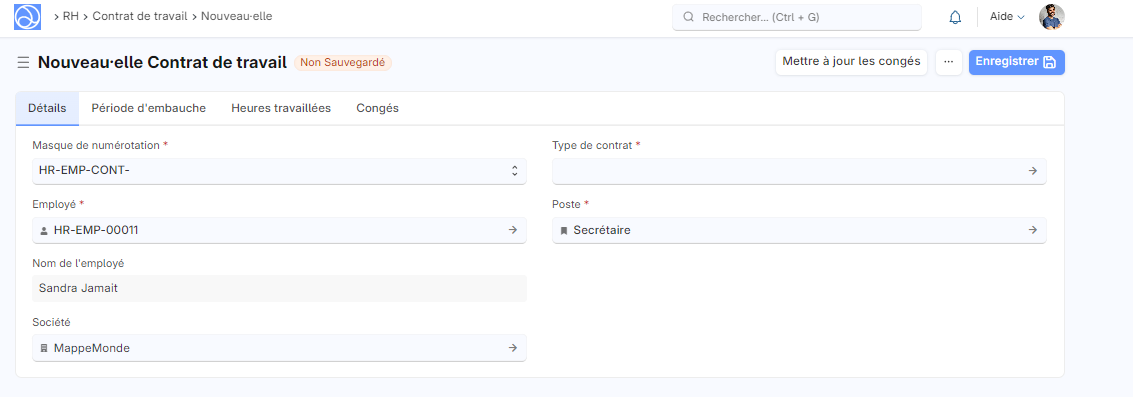 RH > Contrat de travail > Nouveau·elle
Rechercher... (Ctrl + G)
Aide
Nouveau·elle Contrat de travail
Non Sauvegardé
Mettre à jour les congés
...
Enregistrer
Détails
Période d'embauche
Heures travaillées
Congés
Masque de numérotation *
Type de contrat *
HR-EMP-CONT-
Employé *
Poste *
HR-EMP-00011
Secrétaire
Nom de l'employé
Sandra Jamait
Société
MappeMonde